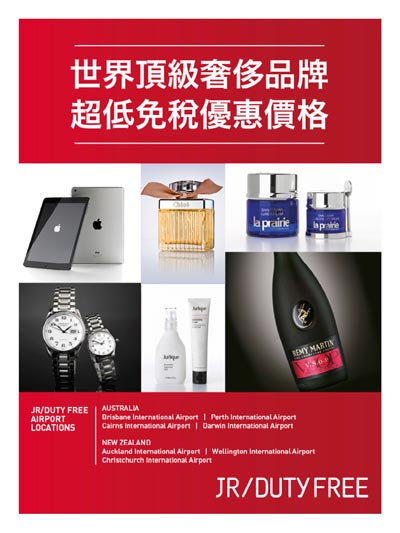 世界頂級奢侈品牌
超低免稅優惠價格
Chloé
la prairie
la prairie
Jurlique
Jurlique
RÉMY MARTIN
V.S.O.P
JR/DUTY FREE
AIRPORT
LOCATIONS
AUSTRALIA
Brisbane International Airport | Perth International Airport
Cairns International Airport | Darwin International Airport
NEW ZEALAND
Auckland International Airport | Wellington International Airport
Christchurch International Airport
JR/DUTY FREE